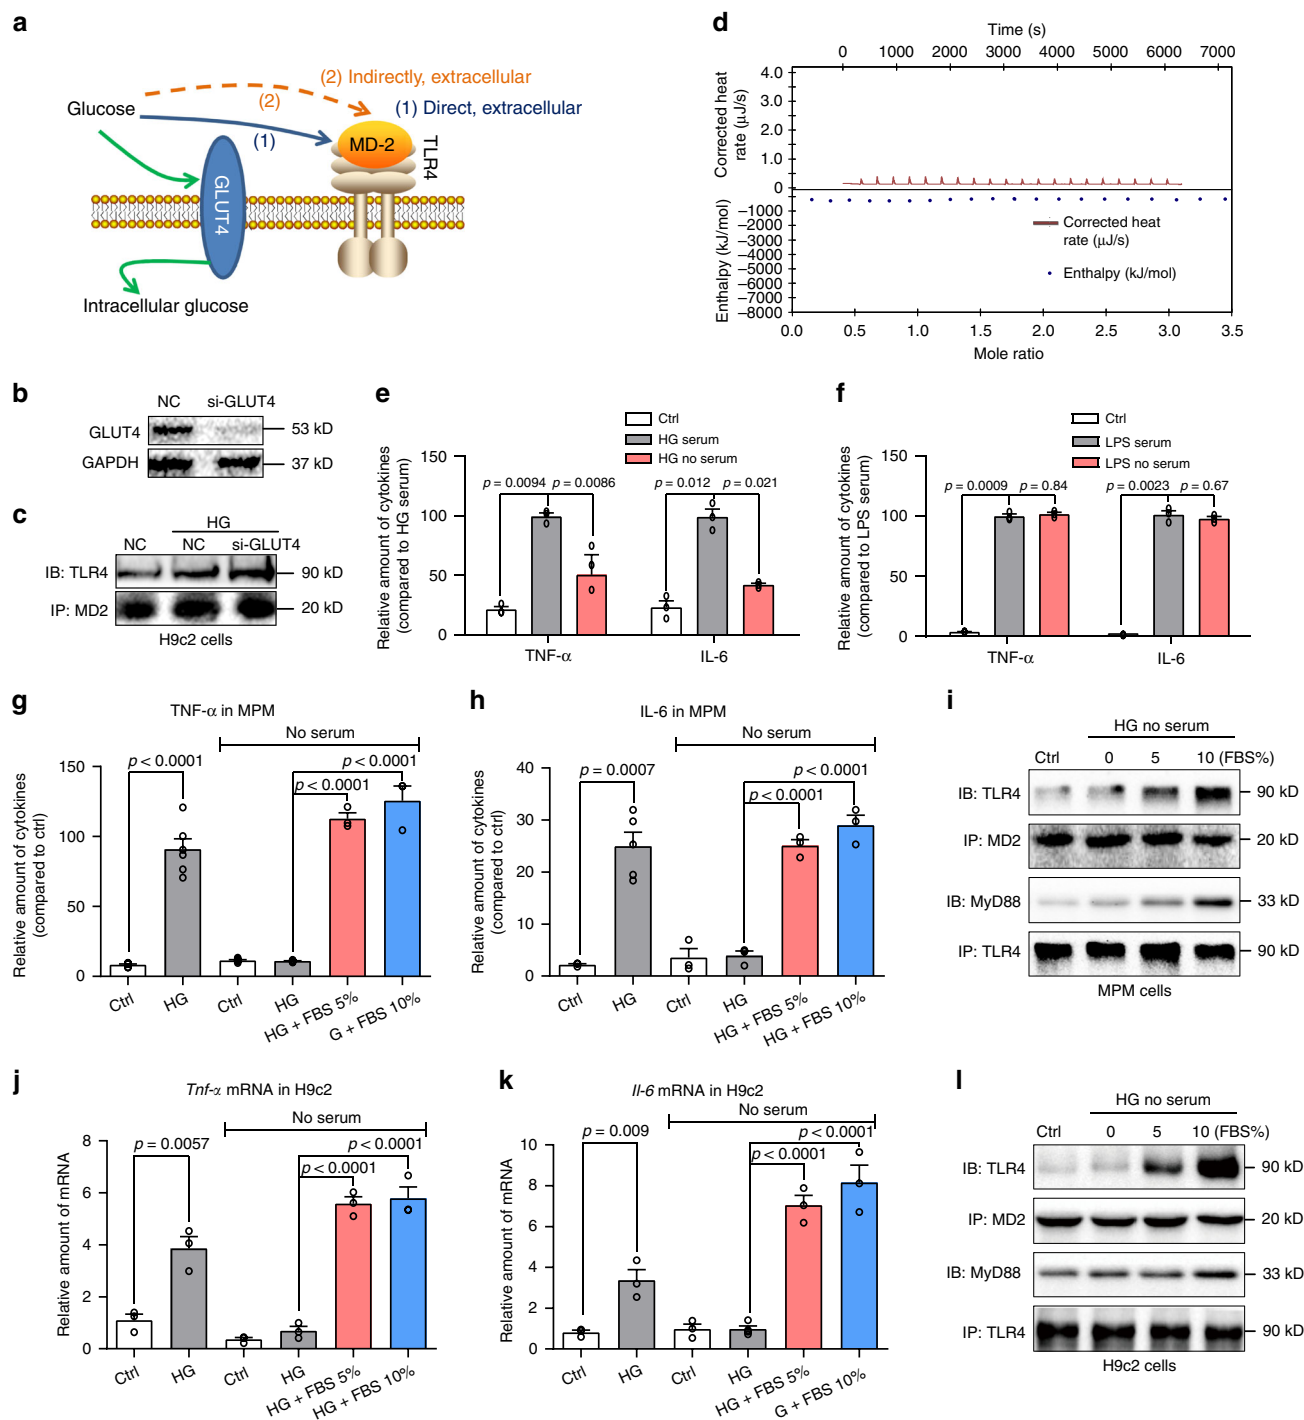 a
(2) Indirectly, extracellular
(1) Direct, extracellular
Glucose
(2)
(1)
MD-2
TLR4
GLUT4
Intracellular glucose
d
Time (s)
0 1000 2000 3000 4000 5000 6000 7000
Corrected heat
rate (μJ/s)
4.0
3.0
2.0
1.0
0
Enthalpy (kJ/mol)
−1000
−2000
−3000
−4000
−5000
−6000
−7000
−8000
Corrected heat
rate (μJ/s)
Enthalpy (kJ/mol)
0.0 0.5 1.0 1.5 2.0 2.5 3.0 3.5
Mole ratio
b
NC si-GLUT4
GLUT4 53 kD
GAPDH 37 kD
c
HG
NC NC si-GLUT4
IB: TLR4 90 kD
IP: MD2 20 kD
H9c2 cells
e
Ctrl
HG serum
HG no serum
Relative amount of cytokines
(compared to HG serum)
150
100
50
0
p = 0.0094 p = 0.0086
p = 0.012 p = 0.021
TNF-α IL-6
f
Ctrl
LPS serum
LPS no serum
Relative amount of cytokines
(compared to LPS serum)
150
100
50
0
p = 0.0009 p = 0.84
p = 0.0023 p = 0.67
TNF-α IL-6
g
TNF-α in MPM
No serum
Relative amount of cytokines
(compared to ctrl)
150
100
50
0
p < 0.0001
p < 0.0001
p < 0.0001
Ctrl HG Ctrl HG HG + FBS 5% G + FBS 10%
h
IL-6 in MPM
No serum
Relative amount of cytokines
(compared to ctrl)
40
30
20
10
0
p = 0.0007
p < 0.0001
p < 0.0001
Ctrl HG Ctrl HG HG + FBS 5% HG + FBS 10%
i
HG no serum
Ctrl 0 5 10 (FBS%)
IB: TLR4 90 kD
IP: MD2 20 kD
IB: MyD88 33 kD
IP: TLR4 90 kD
MPM cells
j
Tnf-α mRNA in H9c2
No serum
Relative amount of mRNA
8
6
4
2
0
p = 0.0057
p < 0.0001
p < 0.0001
Ctrl HG Ctrl HG HG + FBS 5% HG + FBS 10%
k
Il-6 mRNA in H9c2
No serum
Relative amount of mRNA
10
8
6
4
2
0
p = 0.009
p < 0.0001
p < 0.0001
Ctrl HG Ctrl HG HG + FBS 5% G + FBS 10%
l
HG no serum
Ctrl 0 5 10 (FBS%)
IB: TLR4 90 kD
IP: MD2 20 kD
IB: MyD88 33 kD
IP: TLR4 90 kD
H9c2 cells